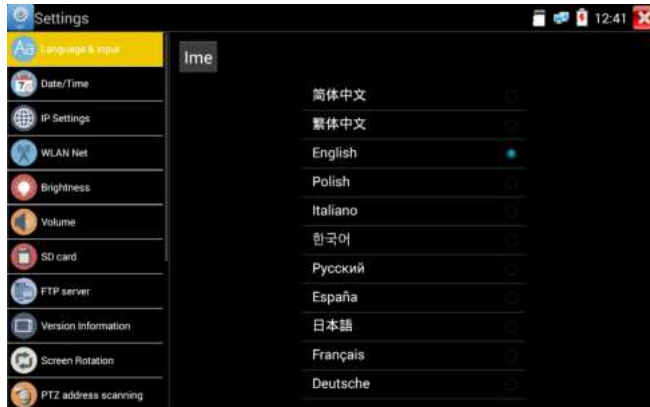 Settings
12:41
Language & input
Date/Time
IP Settings
WLAN Net
Brightness
Volume
SD card
FTP server
Version Information
Screen Rotation
PTZ address scanning
Ime
简体中文
繁体中文
English
Polish
Italiano
한국어
Русский
España
日本語
Français
Deutsche